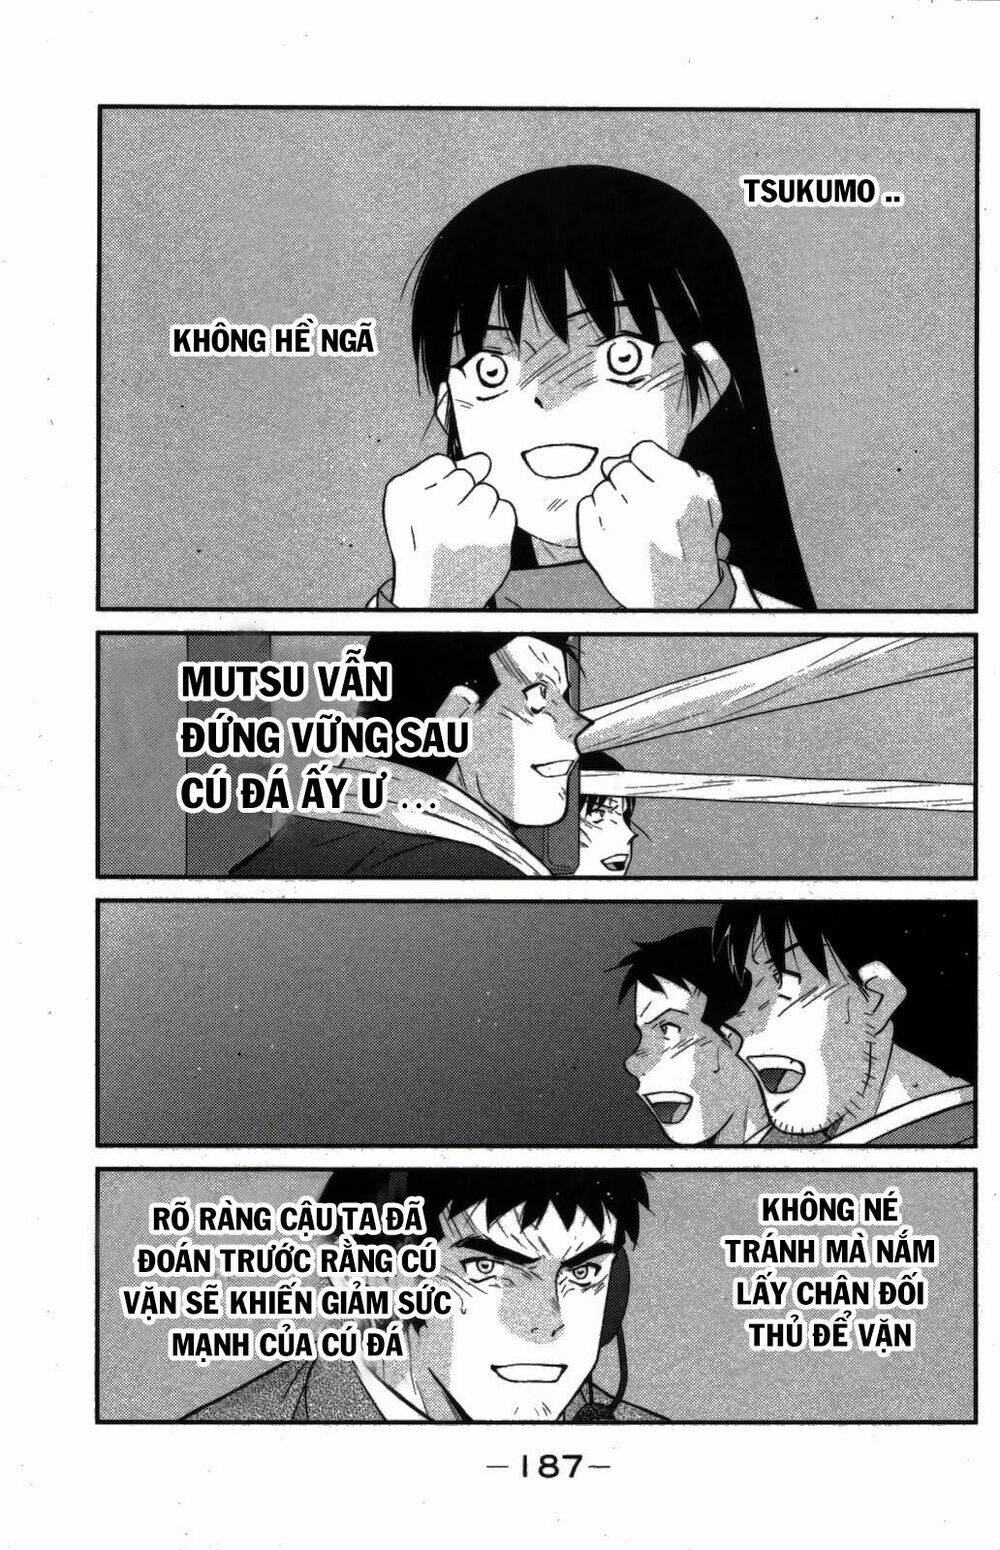 TSUKUMO ..
KHÔNG HỀ NGÃ
MUTSU VẪN
ĐỨNG VỮNG SAU
CÚ ĐÁ ẤY Ư ...
KHÔNG NÉ
TRÁNH MÀ NẮM
LẤY CHÂN ĐỐI
THỦ ĐỂ VẶN
RÕ RÀNG CẬU TA ĐÃ
ĐOÁN TRƯỚC RẰNG CÚ
VẶN SẼ KHIẾN GIẢM SỨC
MẠNH CỦA CÚ ĐÁ
—187—